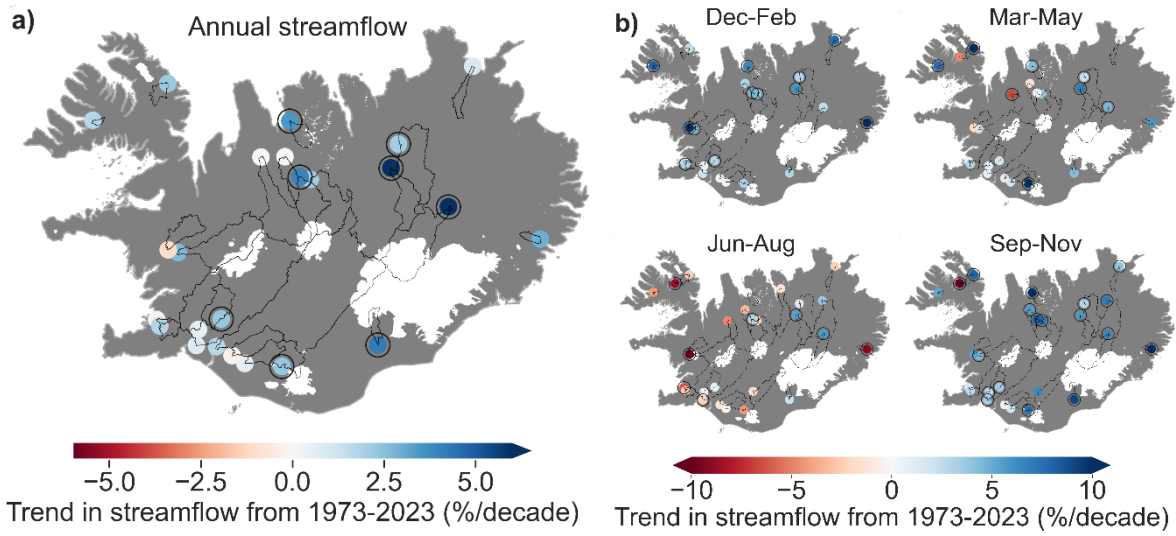 a)
Annual streamflow
−5.0 −2.5 0.0 2.5 5.0
Trend in streamflow from 1973-2023 (%/decade)
b)
Dec-Feb Mar-May
Jun-Aug Sep-Nov
−10 −5 0 5 10
Trend in streamflow from 1973-2023 (%/decade)